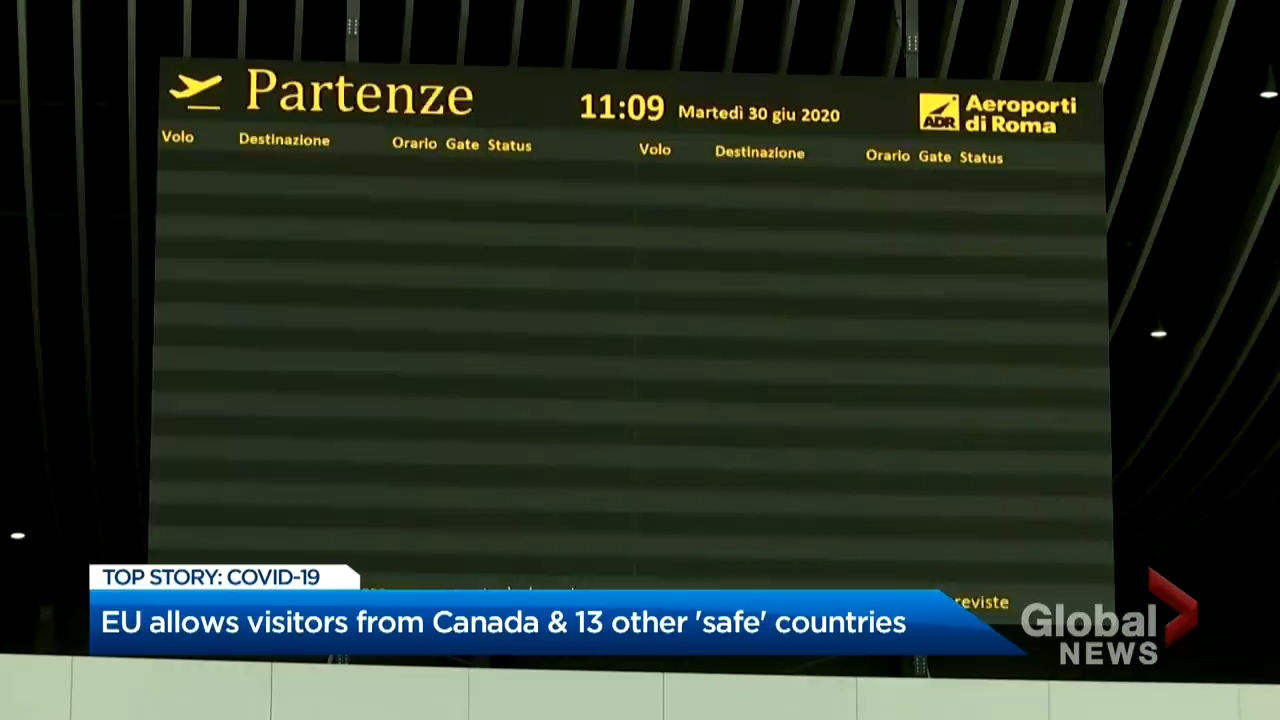 Partenze
11:09 Martedì 30 giu 2020
ADR
Aeroporti
di Roma
Volo Destinazione Orario Gate Status
Volo Destinazione Orario Gate Status
reviste
TOP STORY: COVID-19
EU allows visitors from Canada & 13 other 'safe' countries
Global
NEWS